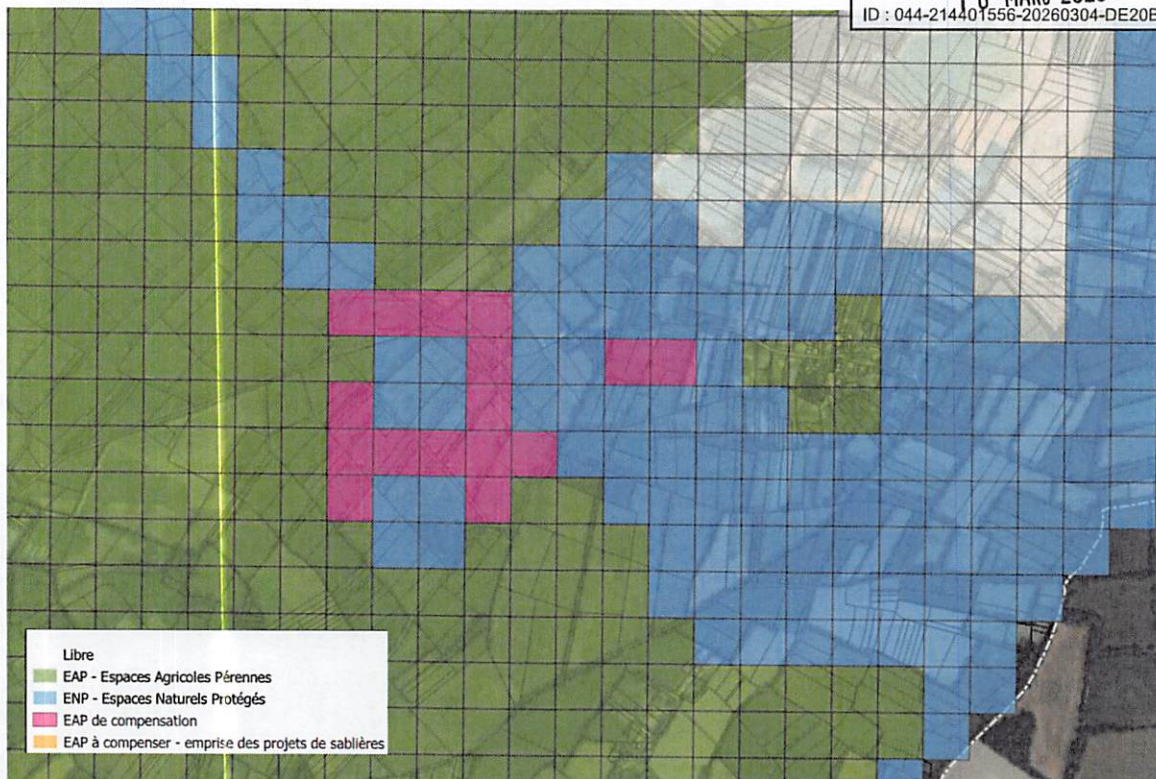 ID : 044-214401556-20260304-DE20B
Libre
EAP - Espaces Agricoles Pérennes
ENP - Espaces Naturels Protégés
EAP de compensation
EAP à compenser - emprise des projets de sablières